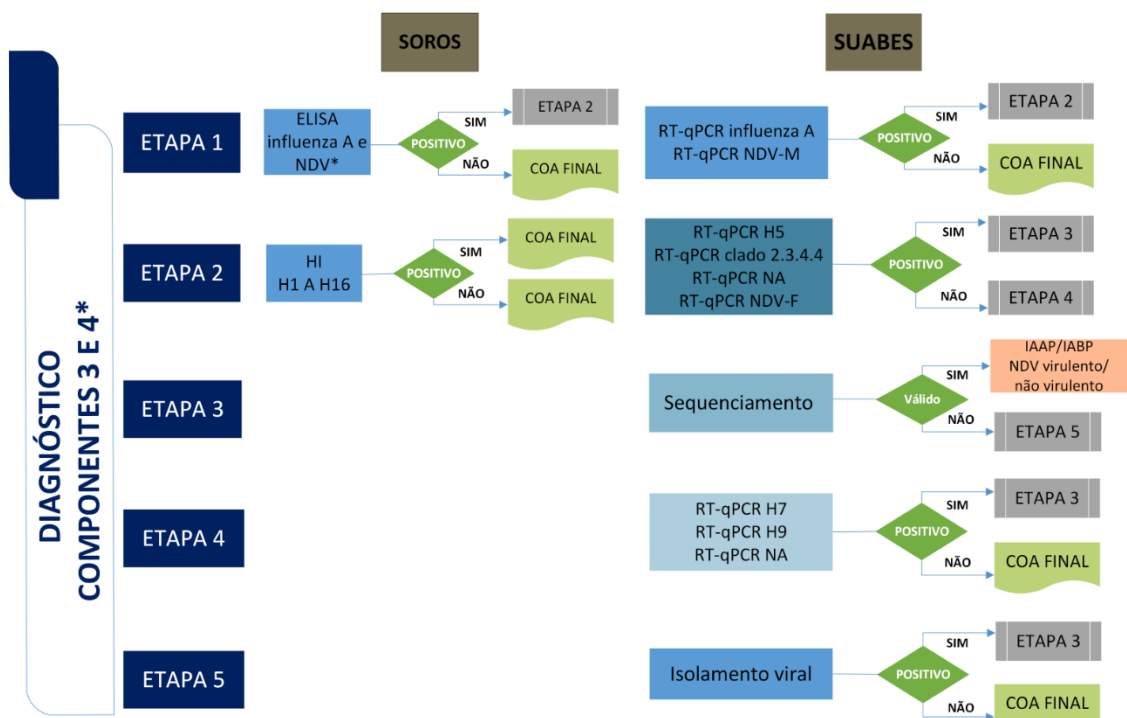 DIAGNÓSTICO
COMPONENTES 3 E 4*
SOROS
SUABES
ETAPA 1
ELISA
influenza A e
NDV*
POSITIVO
SIM
ETAPA 2
NÃO
COA FINAL
RT-qPCR influenza A
RT-qPCR NDV-M
POSITIVO
SIM
ETAPA 2
NÃO
COA FINAL
ETAPA 2
HI
H1 A H16
POSITIVO
SIM
COA FINAL
NÃO
COA FINAL
RT-qPCR H5
RT-qPCR clado 2.3.4.4
RT-qPCR NA
RT-qPCR NDV-F
POSITIVO
SIM
ETAPA 3
NÃO
ETAPA 4
ETAPA 3
Sequenciamento
Válido
SIM
IAAP/IABP
NDV virulento/
não virulento
NÃO
ETAPA 5
ETAPA 4
RT-qPCR H7
RT-qPCR H9
RT-qPCR NA
POSITIVO
SIM
ETAPA 3
NÃO
COA FINAL
ETAPA 5
Isolamento viral
POSITIVO
SIM
ETAPA 3
NÃO
COA FINAL